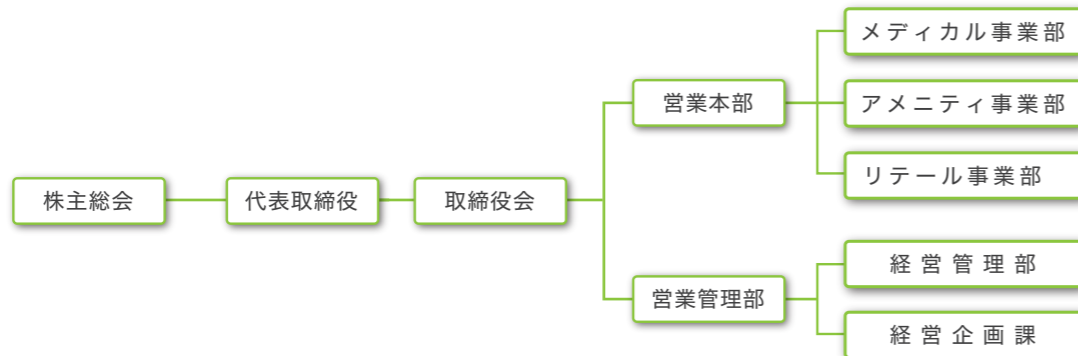 株主総会
代表取締役
取締役会
営業本部
メディカル事業部
アメニティ事業部
リテール事業部
営業管理部
経営管理部
経営企画課